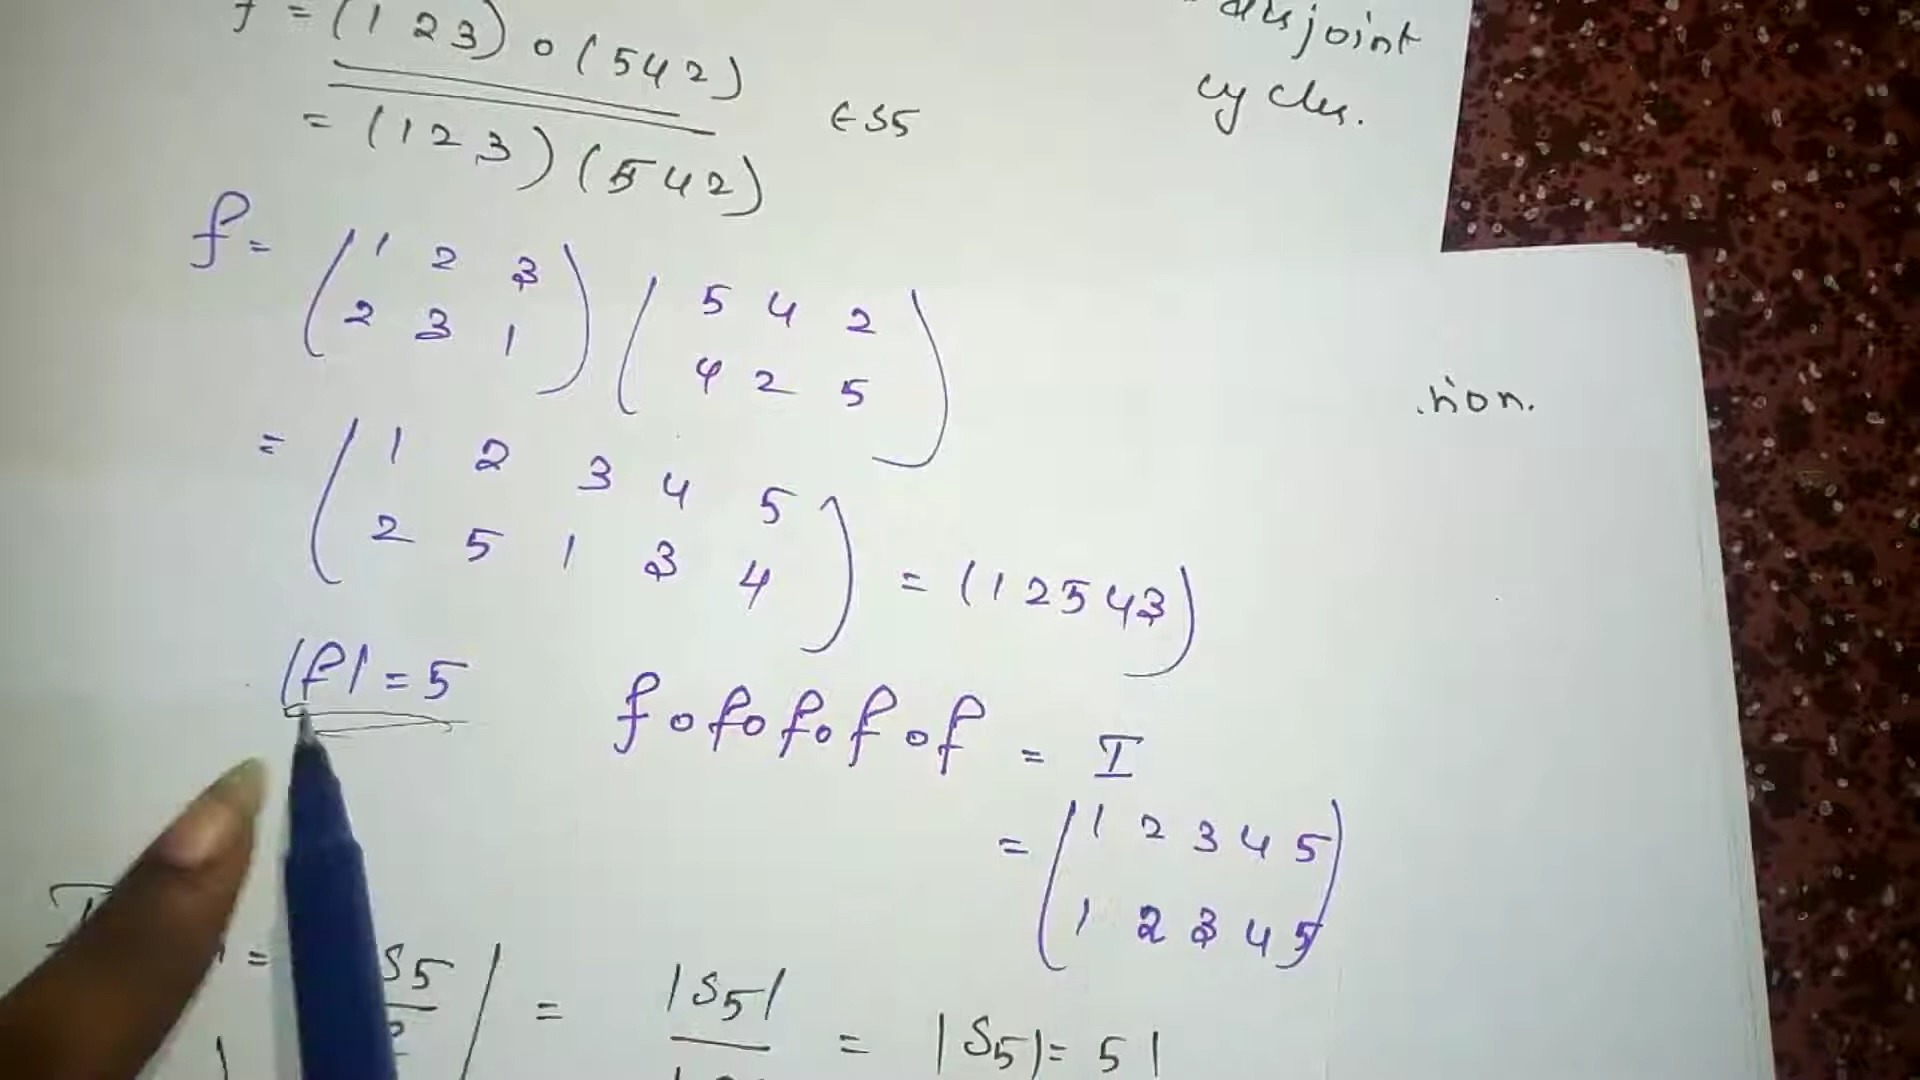 f = (1 2 3) o (5 4 2)
= (1 2 3) (5 4 2) ∈ S5
disjoint
cycles.
f = (1 2 3) (5 4 2)
(2 3 1) (4 2 5)
.tion.
= (1 2 3 4 5)
(2 5 1 3 4) = (1 2 5 4 3)
|f| = 5 f o f o f o f o f = I
= (1 2 3 4 5)
(1 2 3 4 5)
= S5 | = |S5| = |S5| = 5!